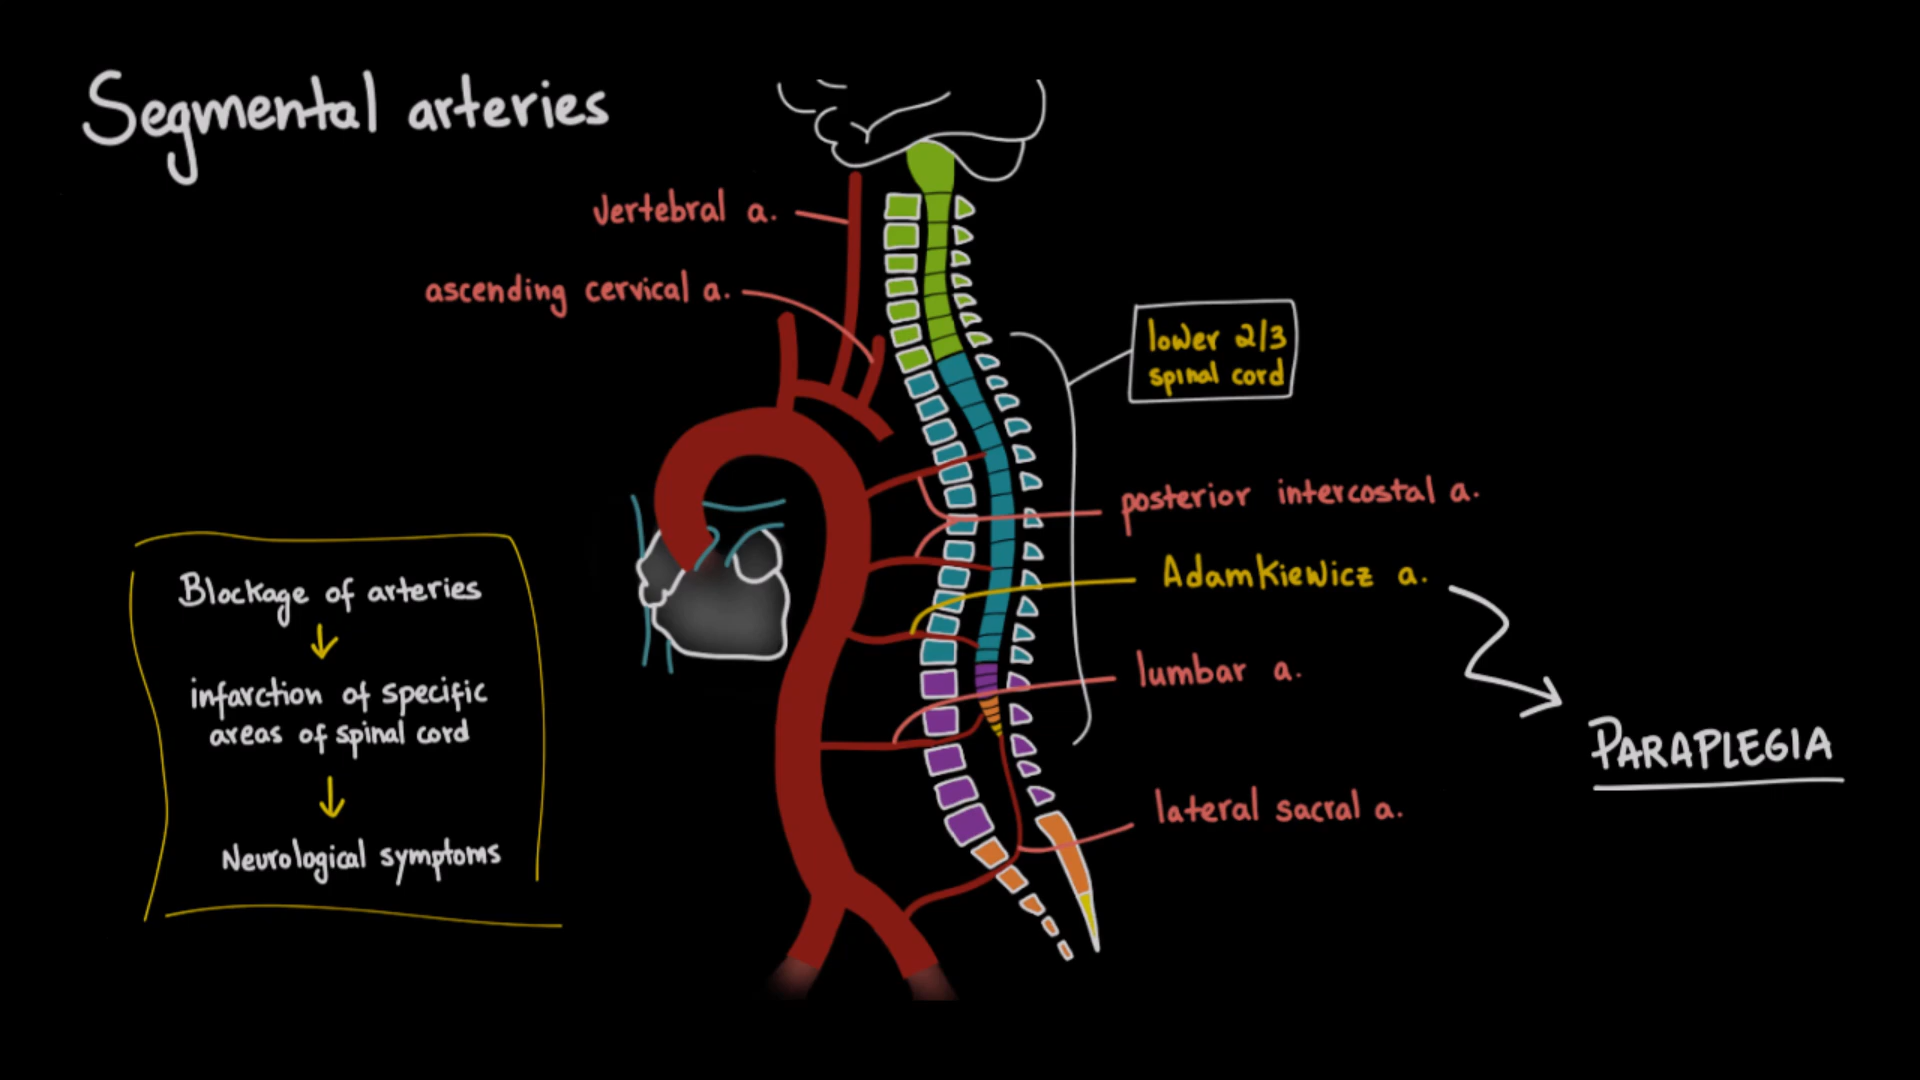 Segmental arteries
vertebral a.
ascending cervical a.
lower 2/3
spinal cord
posterior intercostal a.
Adamkiewicz a.
lumbar a.
PARAPLEGIA
lateral sacral a.
Blockage of arteries
↓
infarction of specific
areas of spinal cord
↓
Neurological symptoms